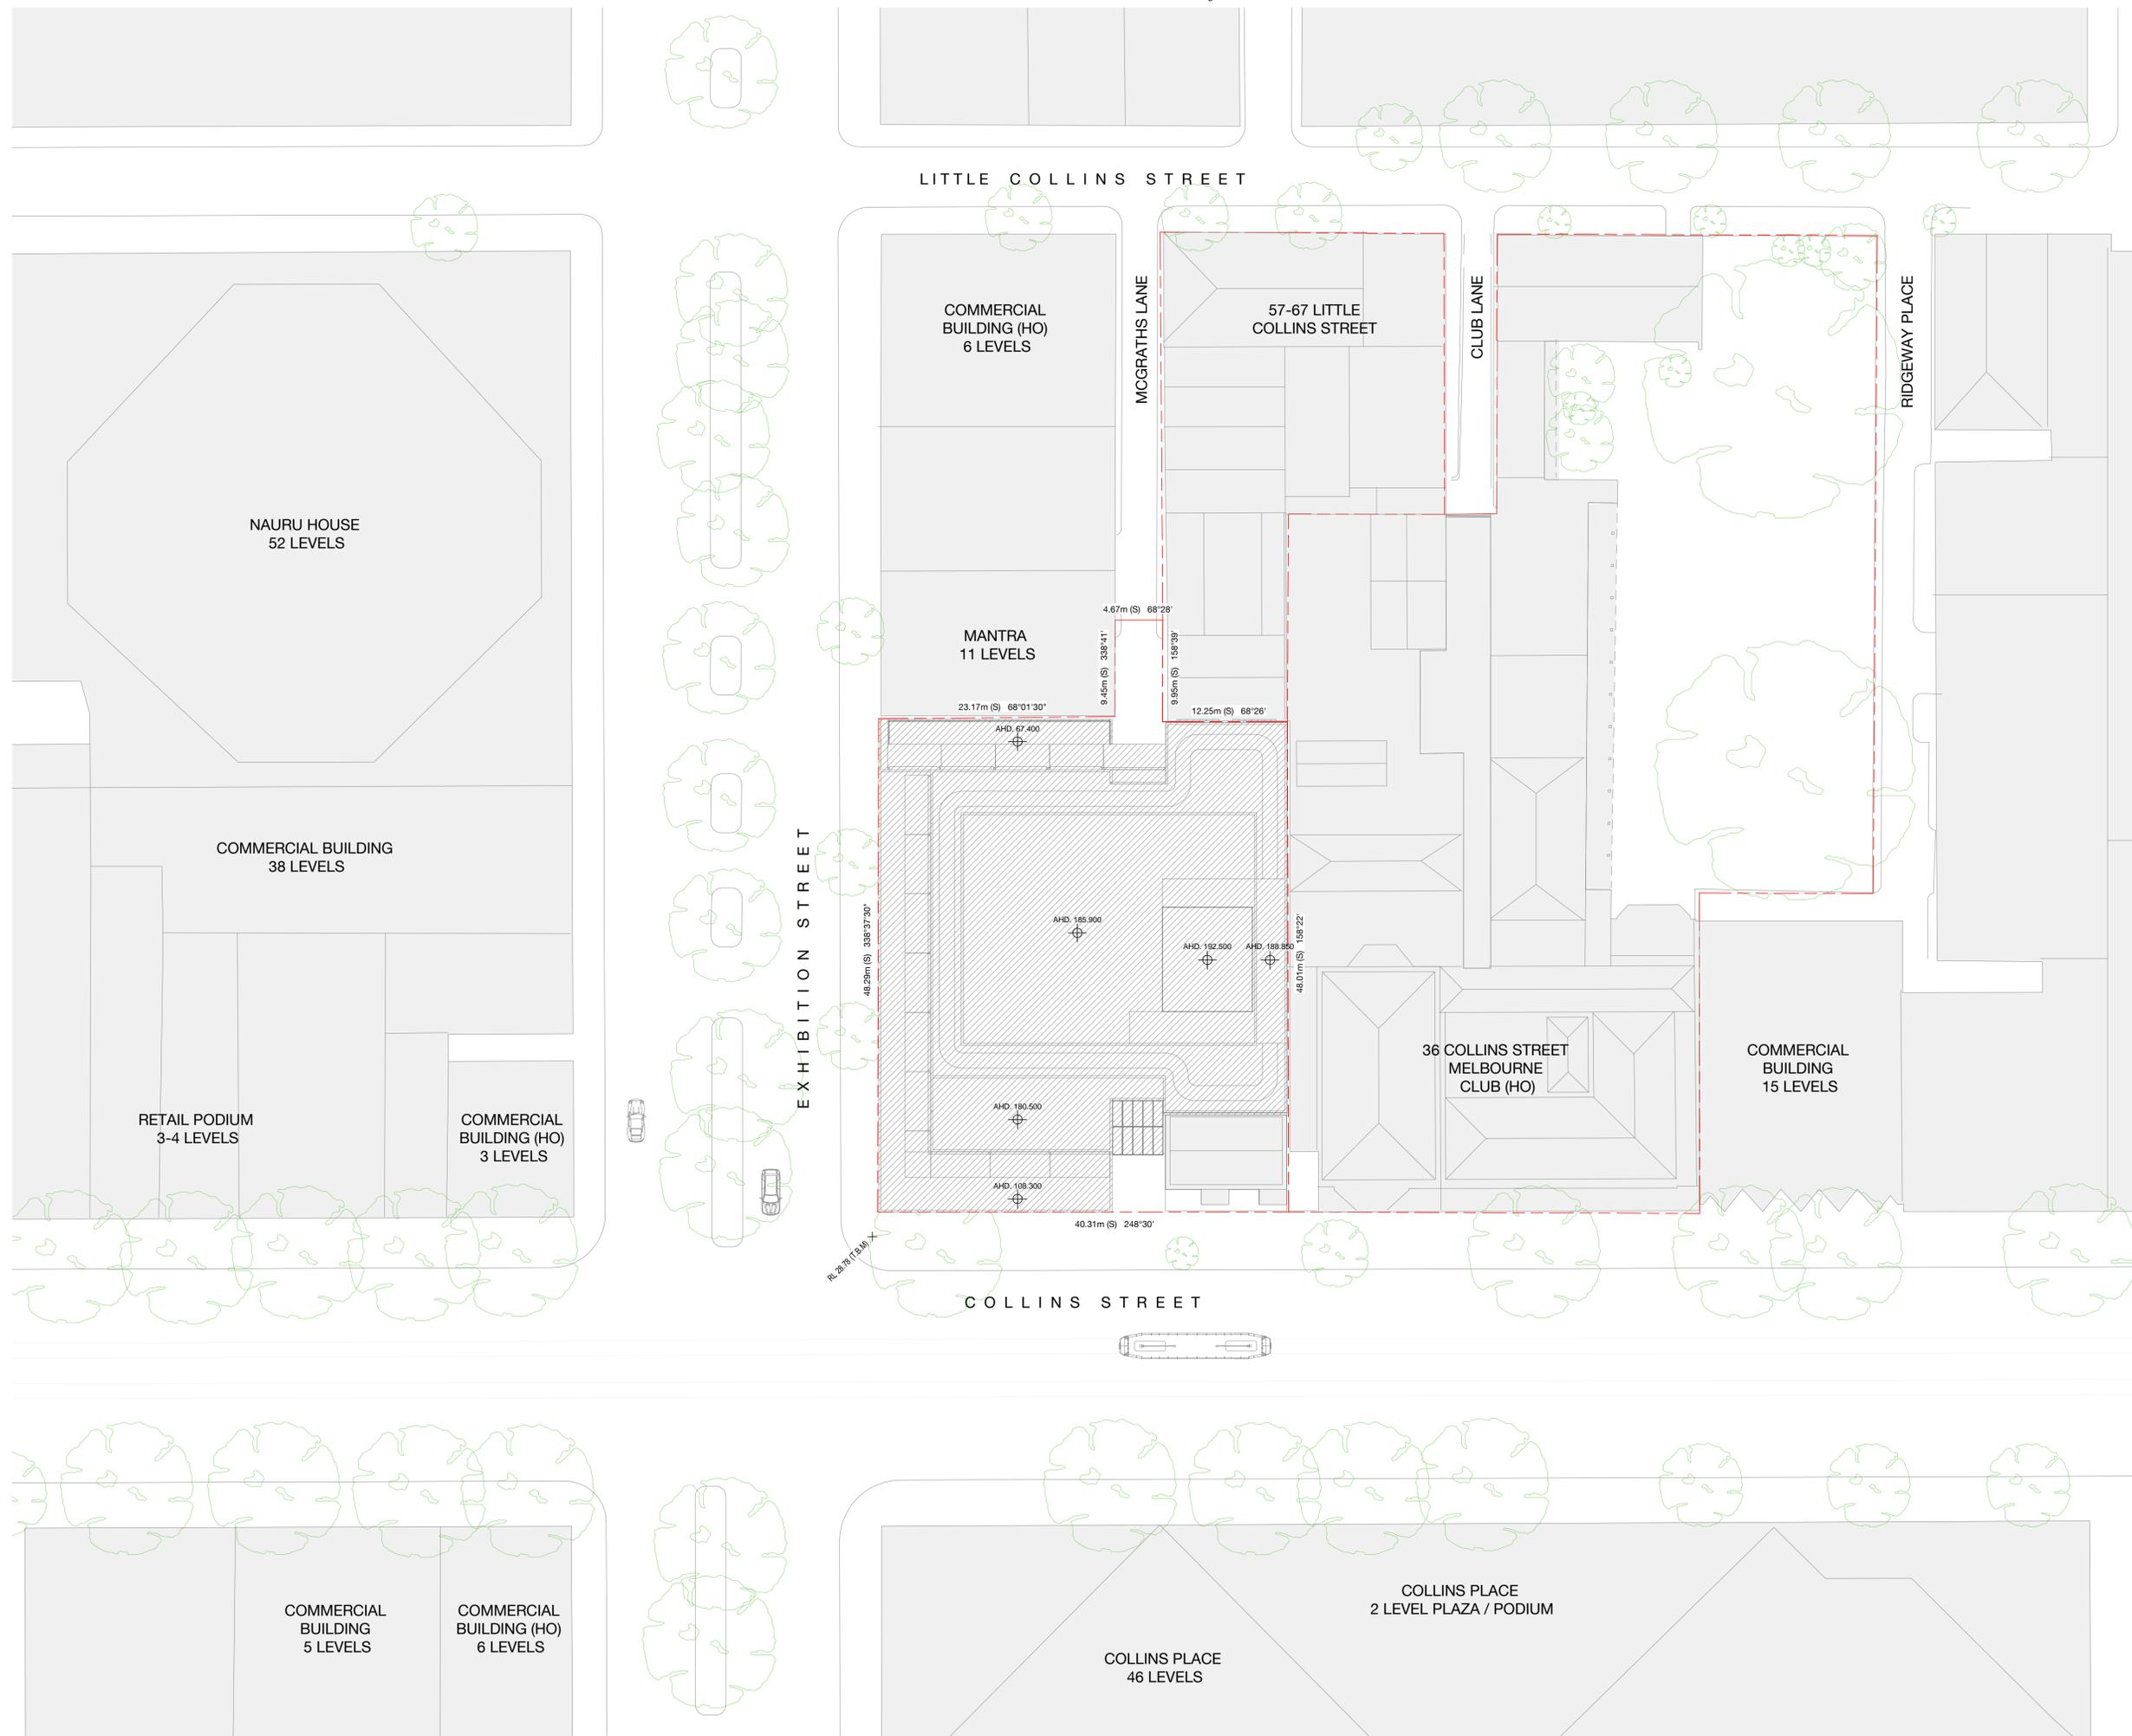 LITTLE COLLINS STREET
COMMERCIAL
BUILDING (HO)
6 LEVELS
MCGRATHS LANE
57-67 LITTLE
COLLINS STREET
CLUB LANE
RIDGEWAY PLACE
NAURU HOUSE
52 LEVELS
MANTRA
11 LEVELS
4.67m (S) 68°28'
9.45m (S) 338°41'
9.95m (S) 158°39'
23.17m (S) 68°01'30"
12.25m (S) 68°26'
AHD. 67.400
COMMERCIAL BUILDING
38 LEVELS
EXHIBITION STREET
48.29m (S) 338°37'30"
AHD. 185.900
AHD. 192.500
AHD. 188.850
48.01m (S) 158°22'
36 COLLINS STREET
MELBOURNE
CLUB (HO)
COMMERCIAL
BUILDING
15 LEVELS
RETAIL PODIUM
3-4 LEVELS
COMMERCIAL
BUILDING (HO)
3 LEVELS
AHD. 180.500
AHD. 108.300
40.31m (S) 248°30'
RL 28.78 (T.B.M)
COLLINS STREET
COMMERCIAL
BUILDING
5 LEVELS
COMMERCIAL
BUILDING (HO)
6 LEVELS
COLLINS PLACE
2 LEVEL PLAZA / PODIUM
COLLINS PLACE
46 LEVELS